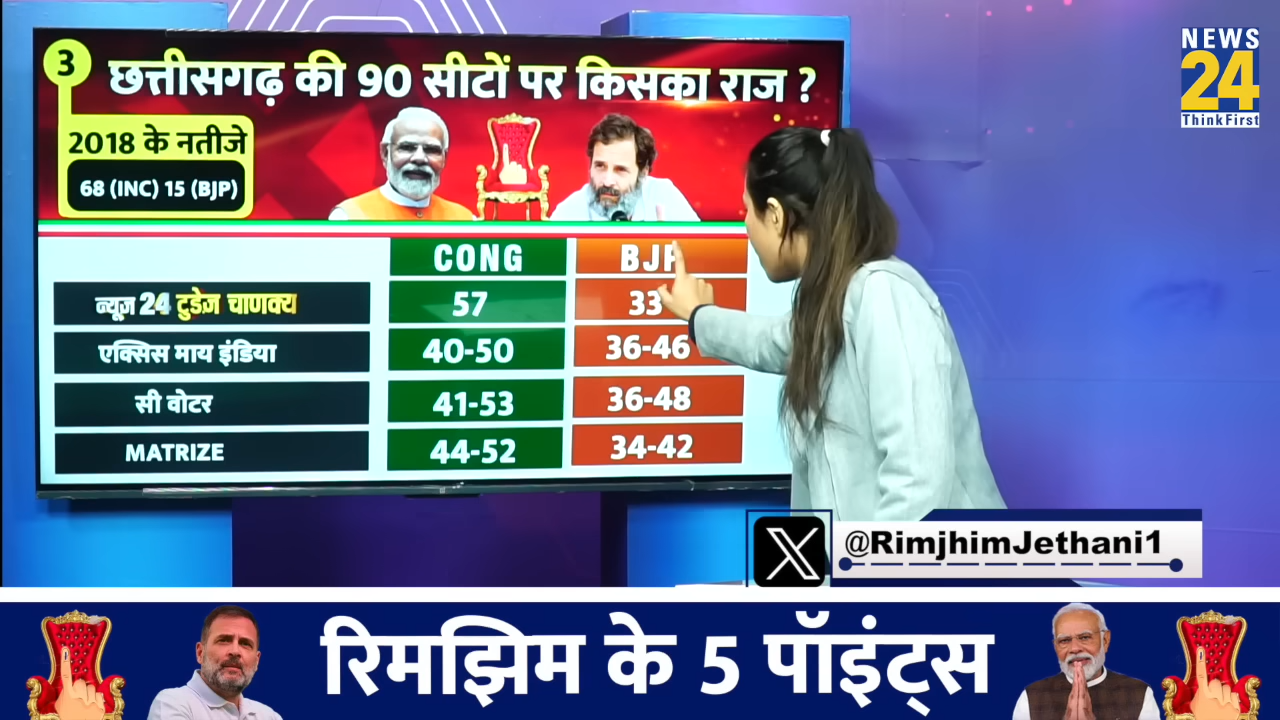 3
छत्तीसगढ़ की 90 सीटों पर किसका राज ?
2018 के नतीजे
68 (INC) 15 (BJP)
CONG BJP
न्यूज़ 24 टुडेज़ चाणक्य 57 33
एक्सिस माय इंडिया 40-50 36-46
सी वोटर 41-53 36-48
MATRIZE 44-52 34-42
NEWS
24
Think First
X
@RimjhimJethani1
रिमझिम के 5 पॉइंट्स